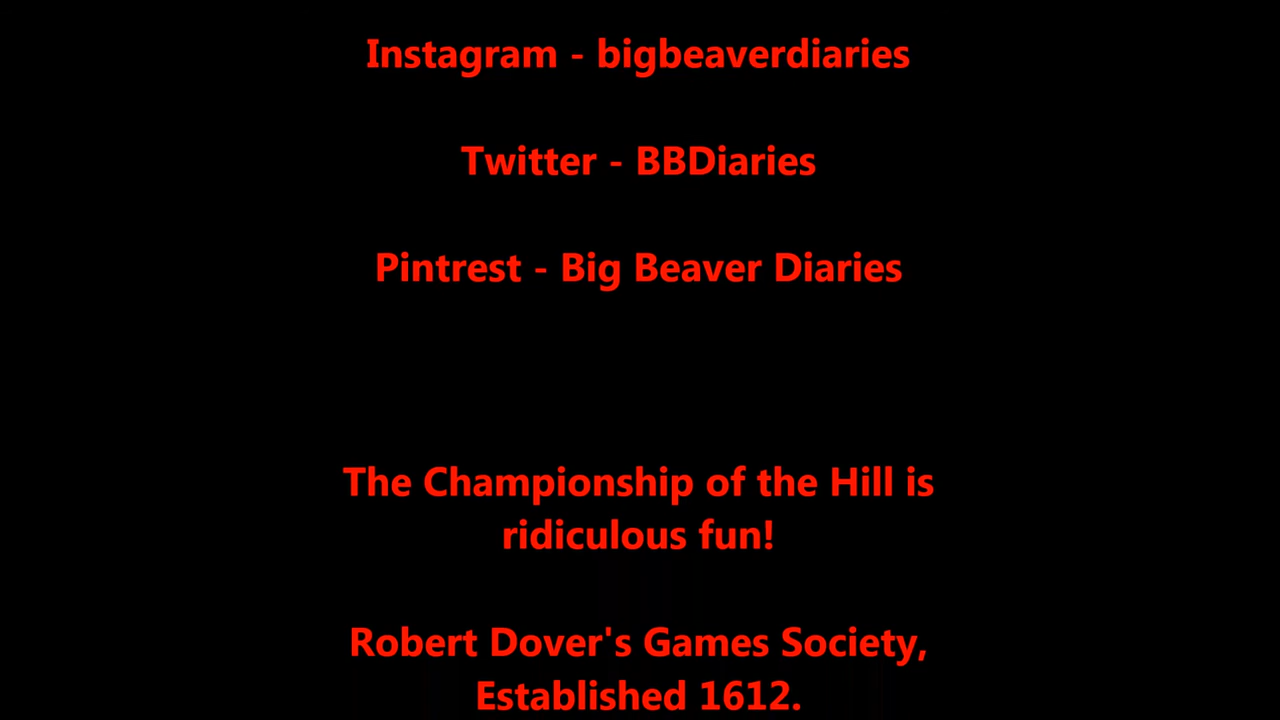 Instagram - bigbeaverdiaries
Twitter - BBDiaries
Pintrest - Big Beaver Diaries
The Championship of the Hill is
ridiculous fun!
Robert Dover's Games Society,
Established 1612.